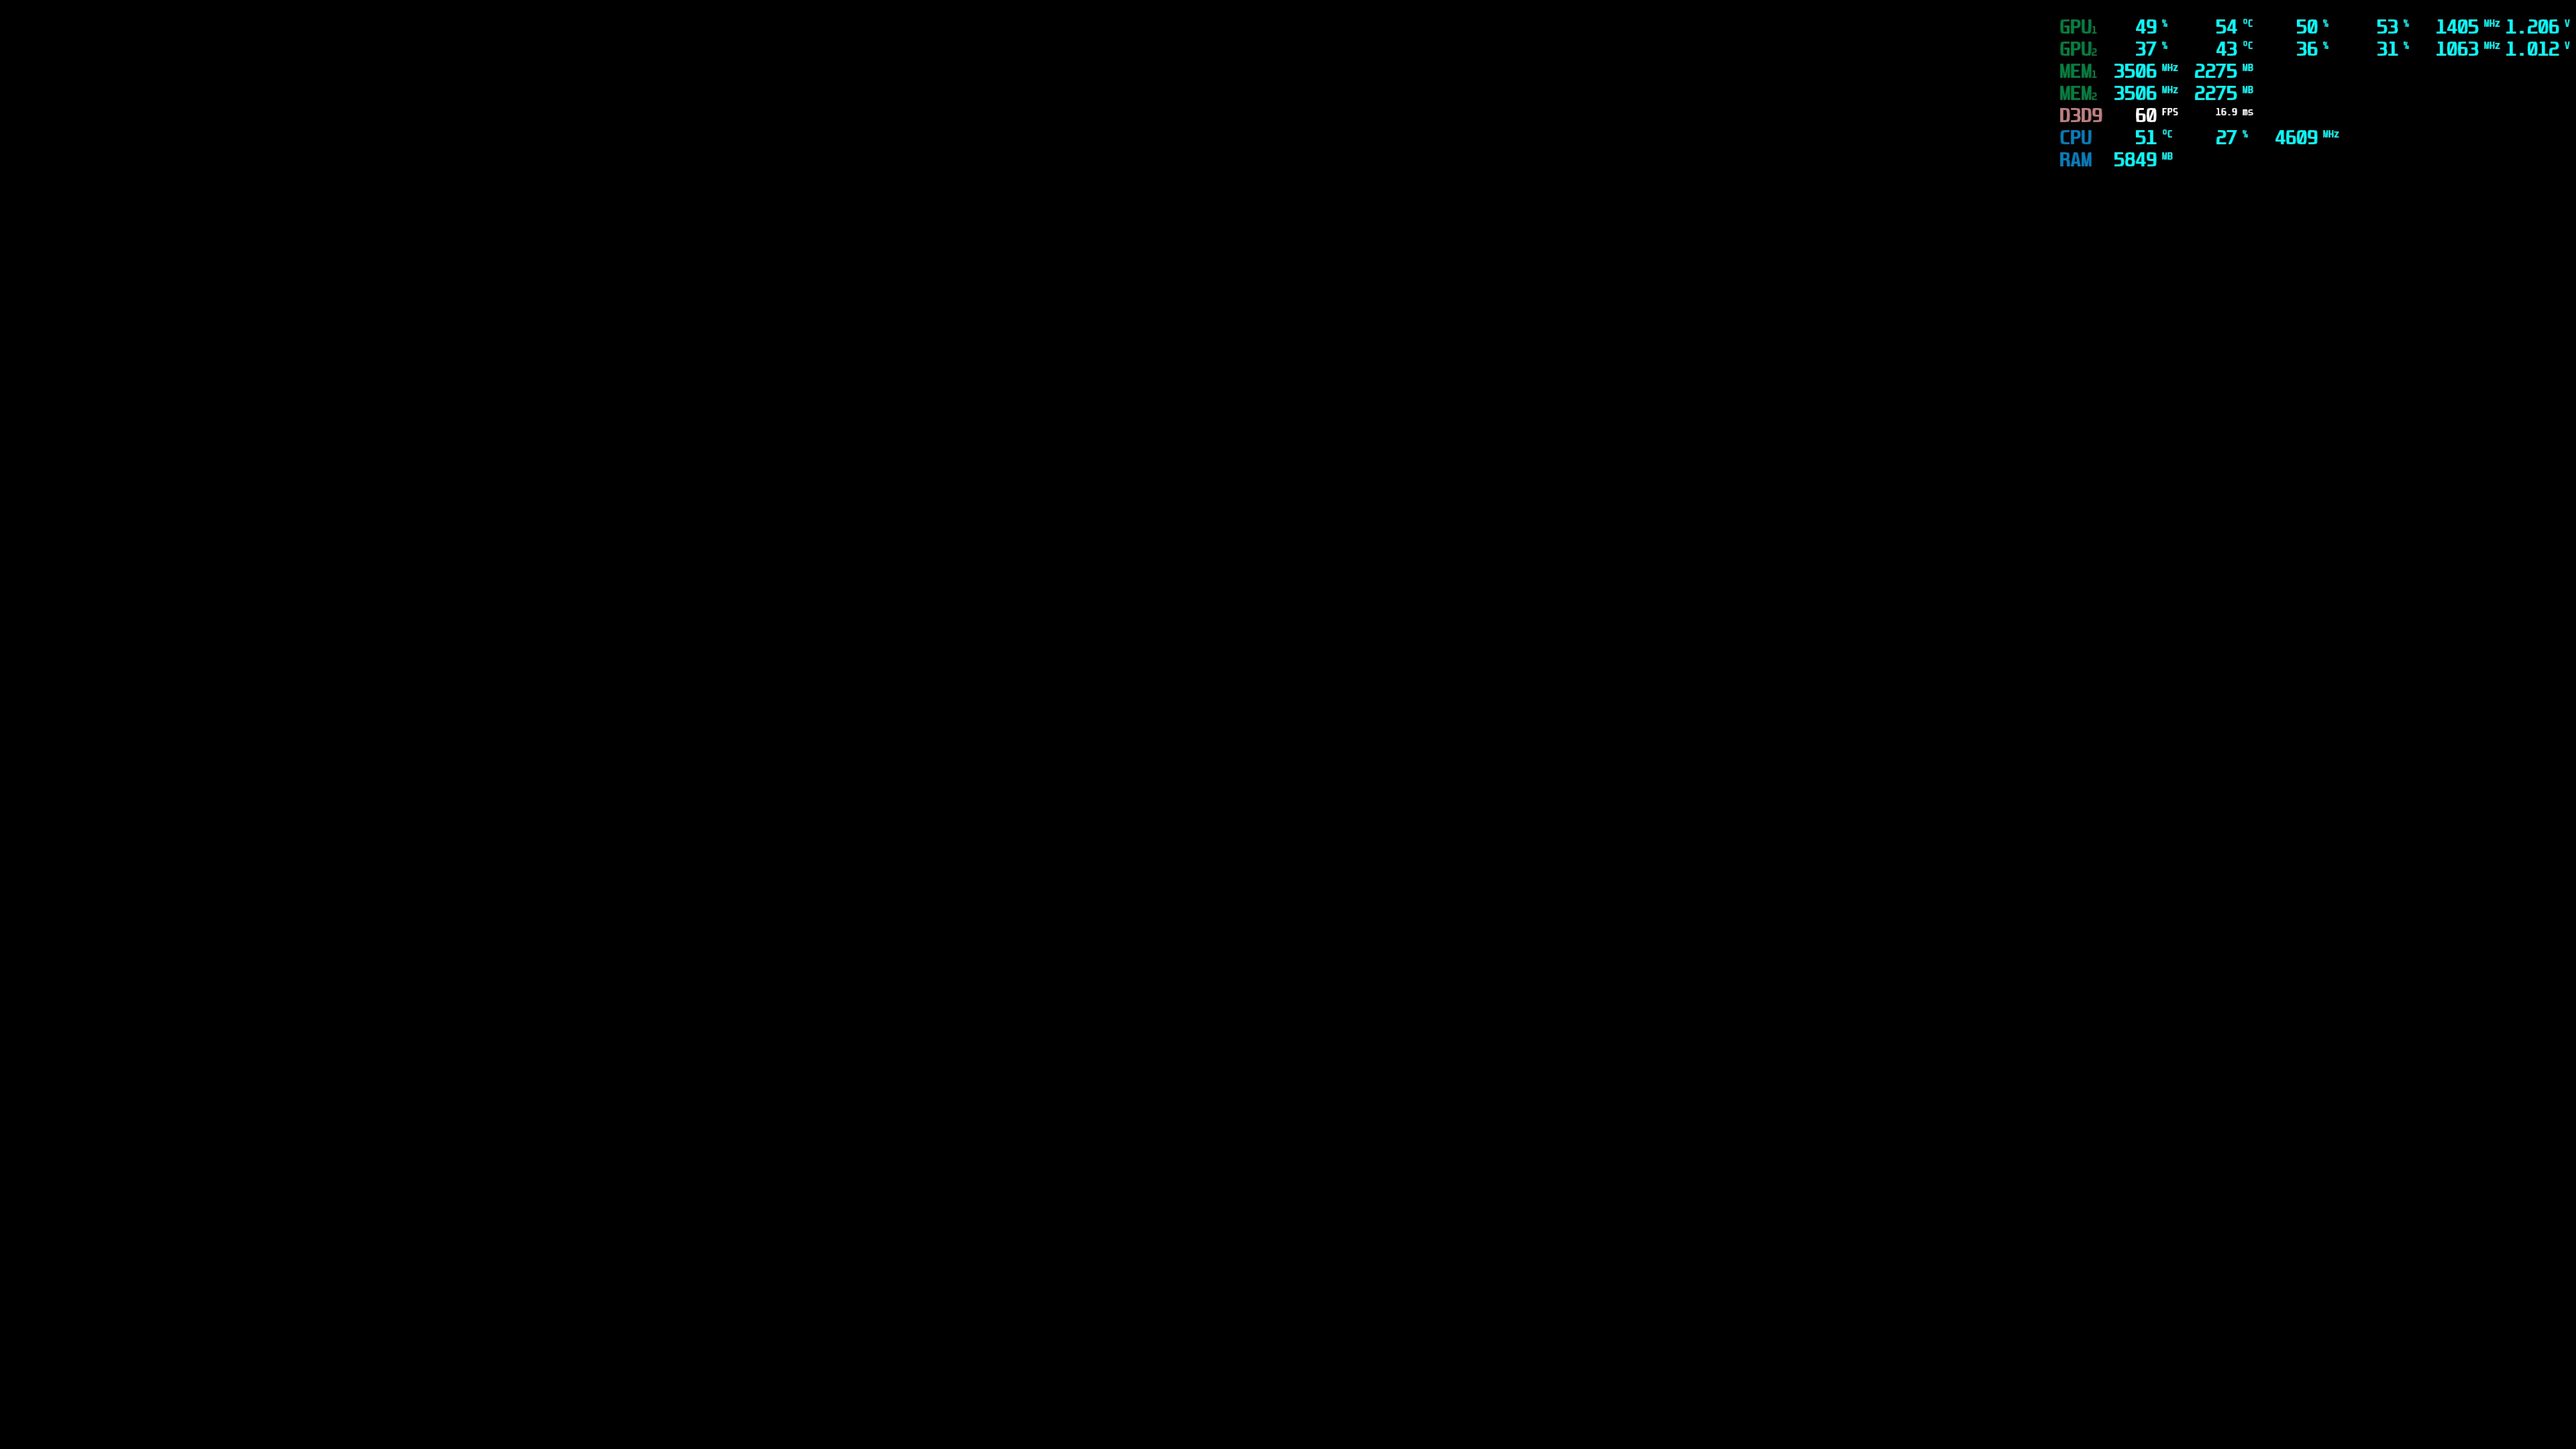 GPU1 49 % 54 °C 50 % 53 % 1405 MHz 1.206 V
GPU2 37 % 43 °C 36 % 31 % 1063 MHz 1.012 V
MEM1 3506 MHz 2275 MB
MEM2 3506 MHz 2275 MB
D3D9 60 FPS 16.9 ms
CPU 51 °C 27 % 4609 MHz
RAM 5849 MB